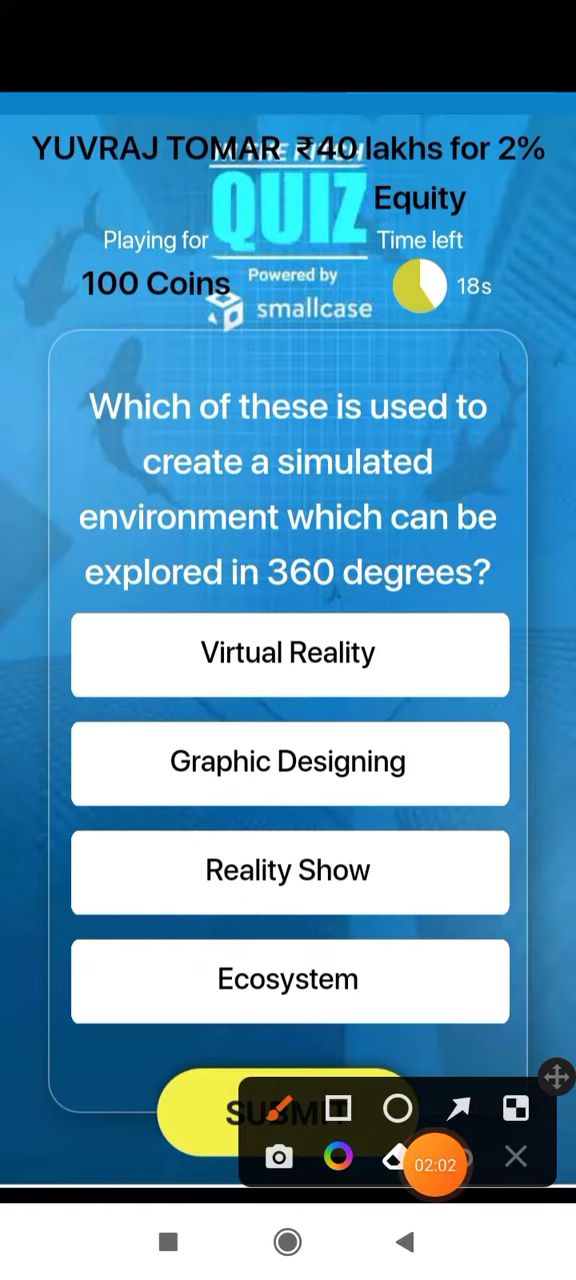 YUVRAJ TOMAR ₹40 lakhs for 2%
Equity
QUIZ
Playing for
Time left
100 Coins
Powered by
18s
smallcase
Which of these is used to
create a simulated
environment which can be
explored in 360 degrees?
Virtual Reality
Graphic Designing
Reality Show
Ecosystem
SUBMIT
02:02